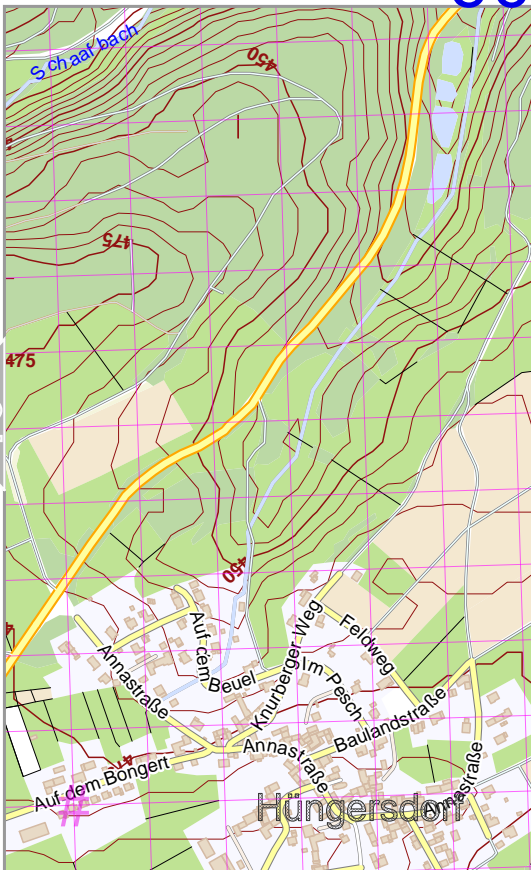 Schaafbach
450
475
475
450
Auf dem
Annastraße
Beuel
Knurberger Weg
Feldweg
Im Pesch
Baulandstraße
Annastraße
Annastraße
Auf dem Bongert
#
Hüngersdorf